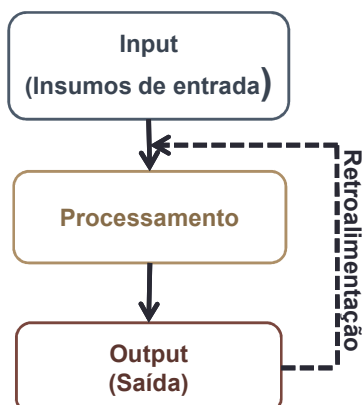 Input
(Insumos de entrada)
Retroalimentação
Processamento
Output
(Saída)